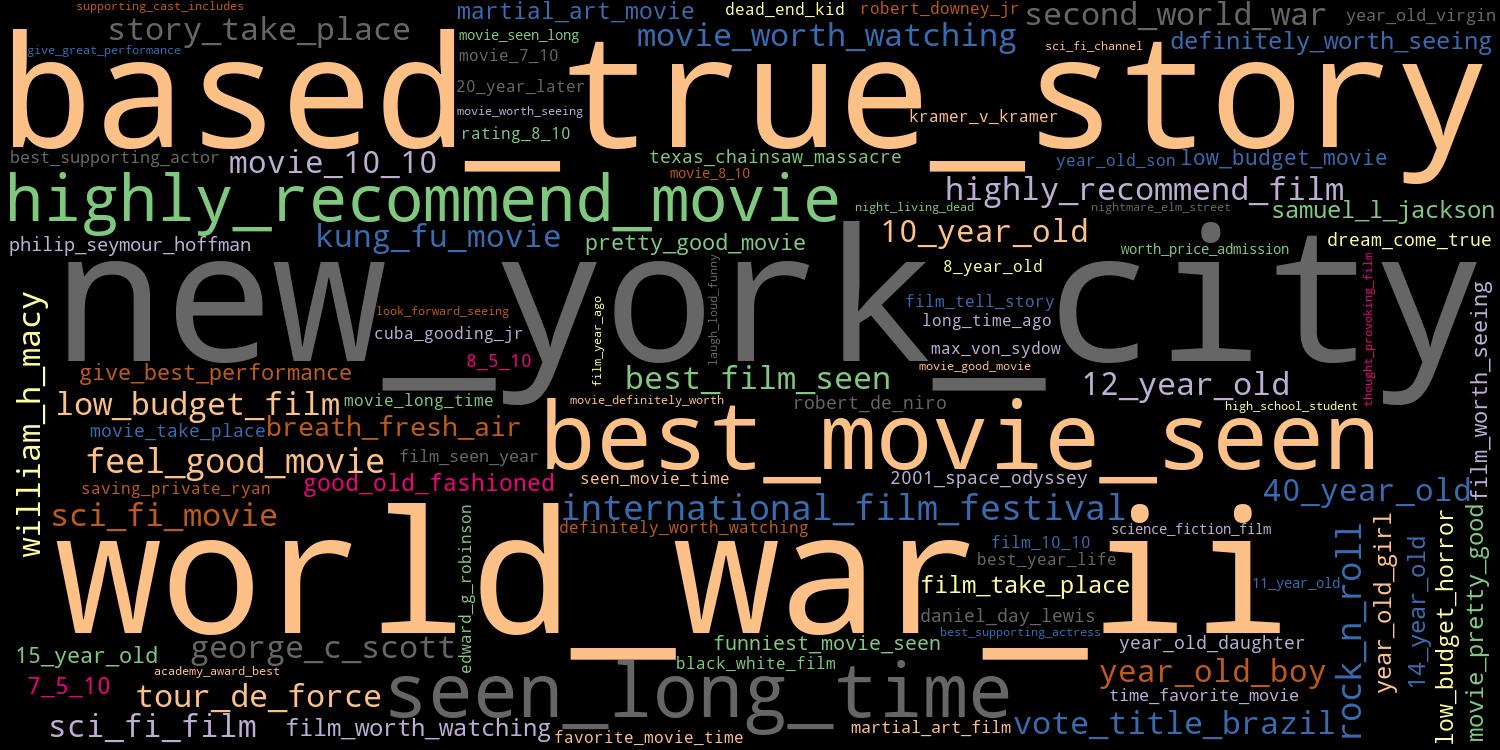 supporting_cast_includes
martial_art_movie
dead_end_kid
robert_downey_jr
second_world_war
year_old_virgin
story_take_place
movie_seen_long
movie_worth_watching
sci_fi_channel
definitely_worth_seeing
give_great_performance
movie_7_10
based_true_story
20_year_later
movie_worth_seeing
kramer_v_kramer
rating_8_10
best_supporting_actor
movie_10_10
texas_chainsaw_massacre
year_old_son
low_budget_movie
movie_8_10
highly_recommend_movie
highly_recommend_film
night_living_dead
nightmare_elm_street
samuel_l_jackson
philip_seymour_hoffman
kung_fu_movie
pretty_good_movie
10_year_old
worth_price_admission
dream_come_true
8_year_old
new_york_city
laugh_loud_funny
thought_provoking_film
film_year_ago
film_tell_story
look_forward_seeing
long_time_ago
cuba_gooding_jr
max_von_sydow
8_5_10
movie_good_movie
william_h_macy
give_best_performance
best_film_seen
12_year_old
film_worth_seeing
low_budget_film
movie_long_time
movie_definitely_worth
robert_de_niro
high_school_student
movie_take_place
breath_fresh_air
best_movie_seen
feel_good_movie
film_seen_year
saving_private_ryan
good_old_fashioned
seen_movie_time
2001_space_odyssey
40_year_old
sci_fi_movie
international_film_festival
definitely_worth_watching
science_fiction_film
film_10_10
best_year_life
world_war_ii
edward_g_robinson
film_take_place
11_year_old
rock_n_roll
year_old_girl
14_year_old
low_budget_horror
movie_pretty_good
daniel_day_lewis
best_supporting_actress
15_year_old
george_c_scott
funniest_movie_seen
year_old_daughter
academy_award_best
black_white_film
7_5_10
tour_de_force
seen_long_time
year_old_boy
time_favorite_movie
sci_fi_film
film_worth_watching
favorite_movie_time
martial_art_film
vote_title_brazil